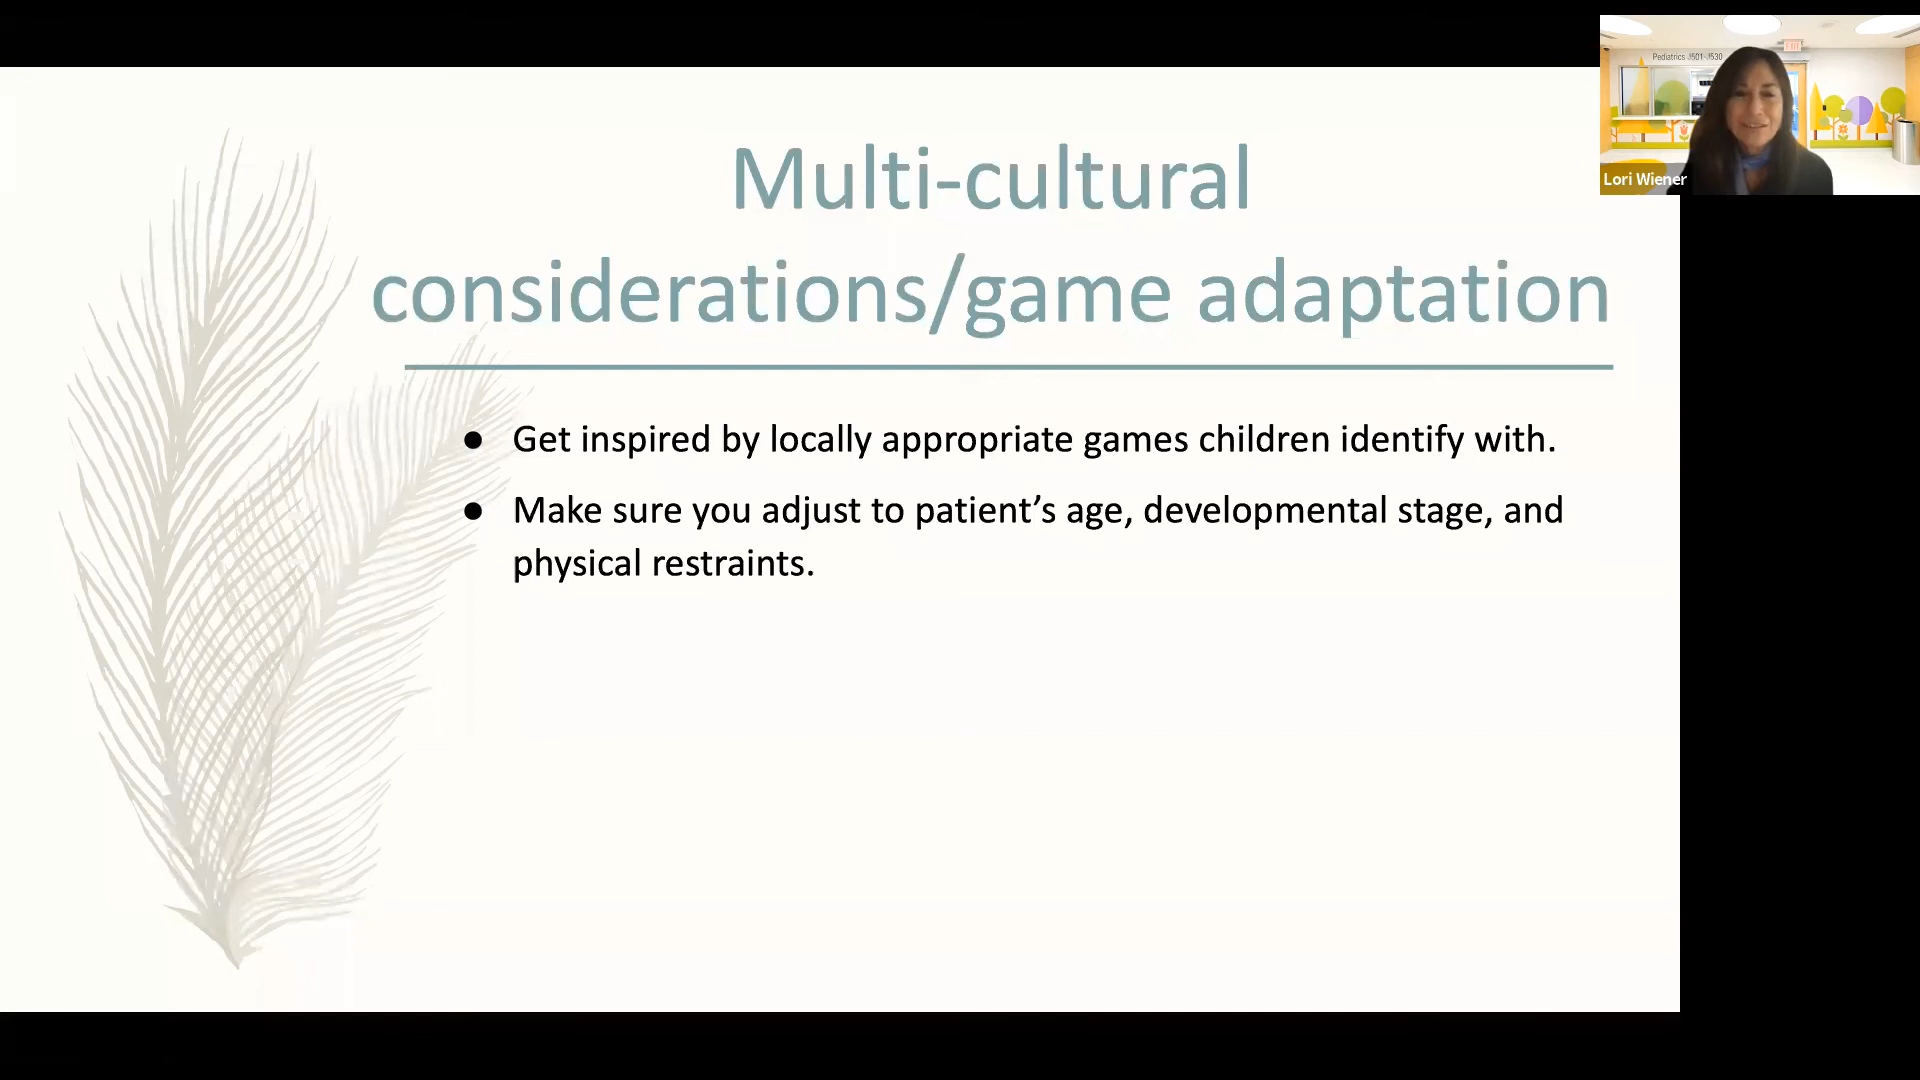 Multi-cultural
considerations/game adaptation
● Get inspired by locally appropriate games children identify with.
● Make sure you adjust to patient’s age, developmental stage, and
physical restraints.
Pediatrics J501-J530
EXIT
Lori Wiener